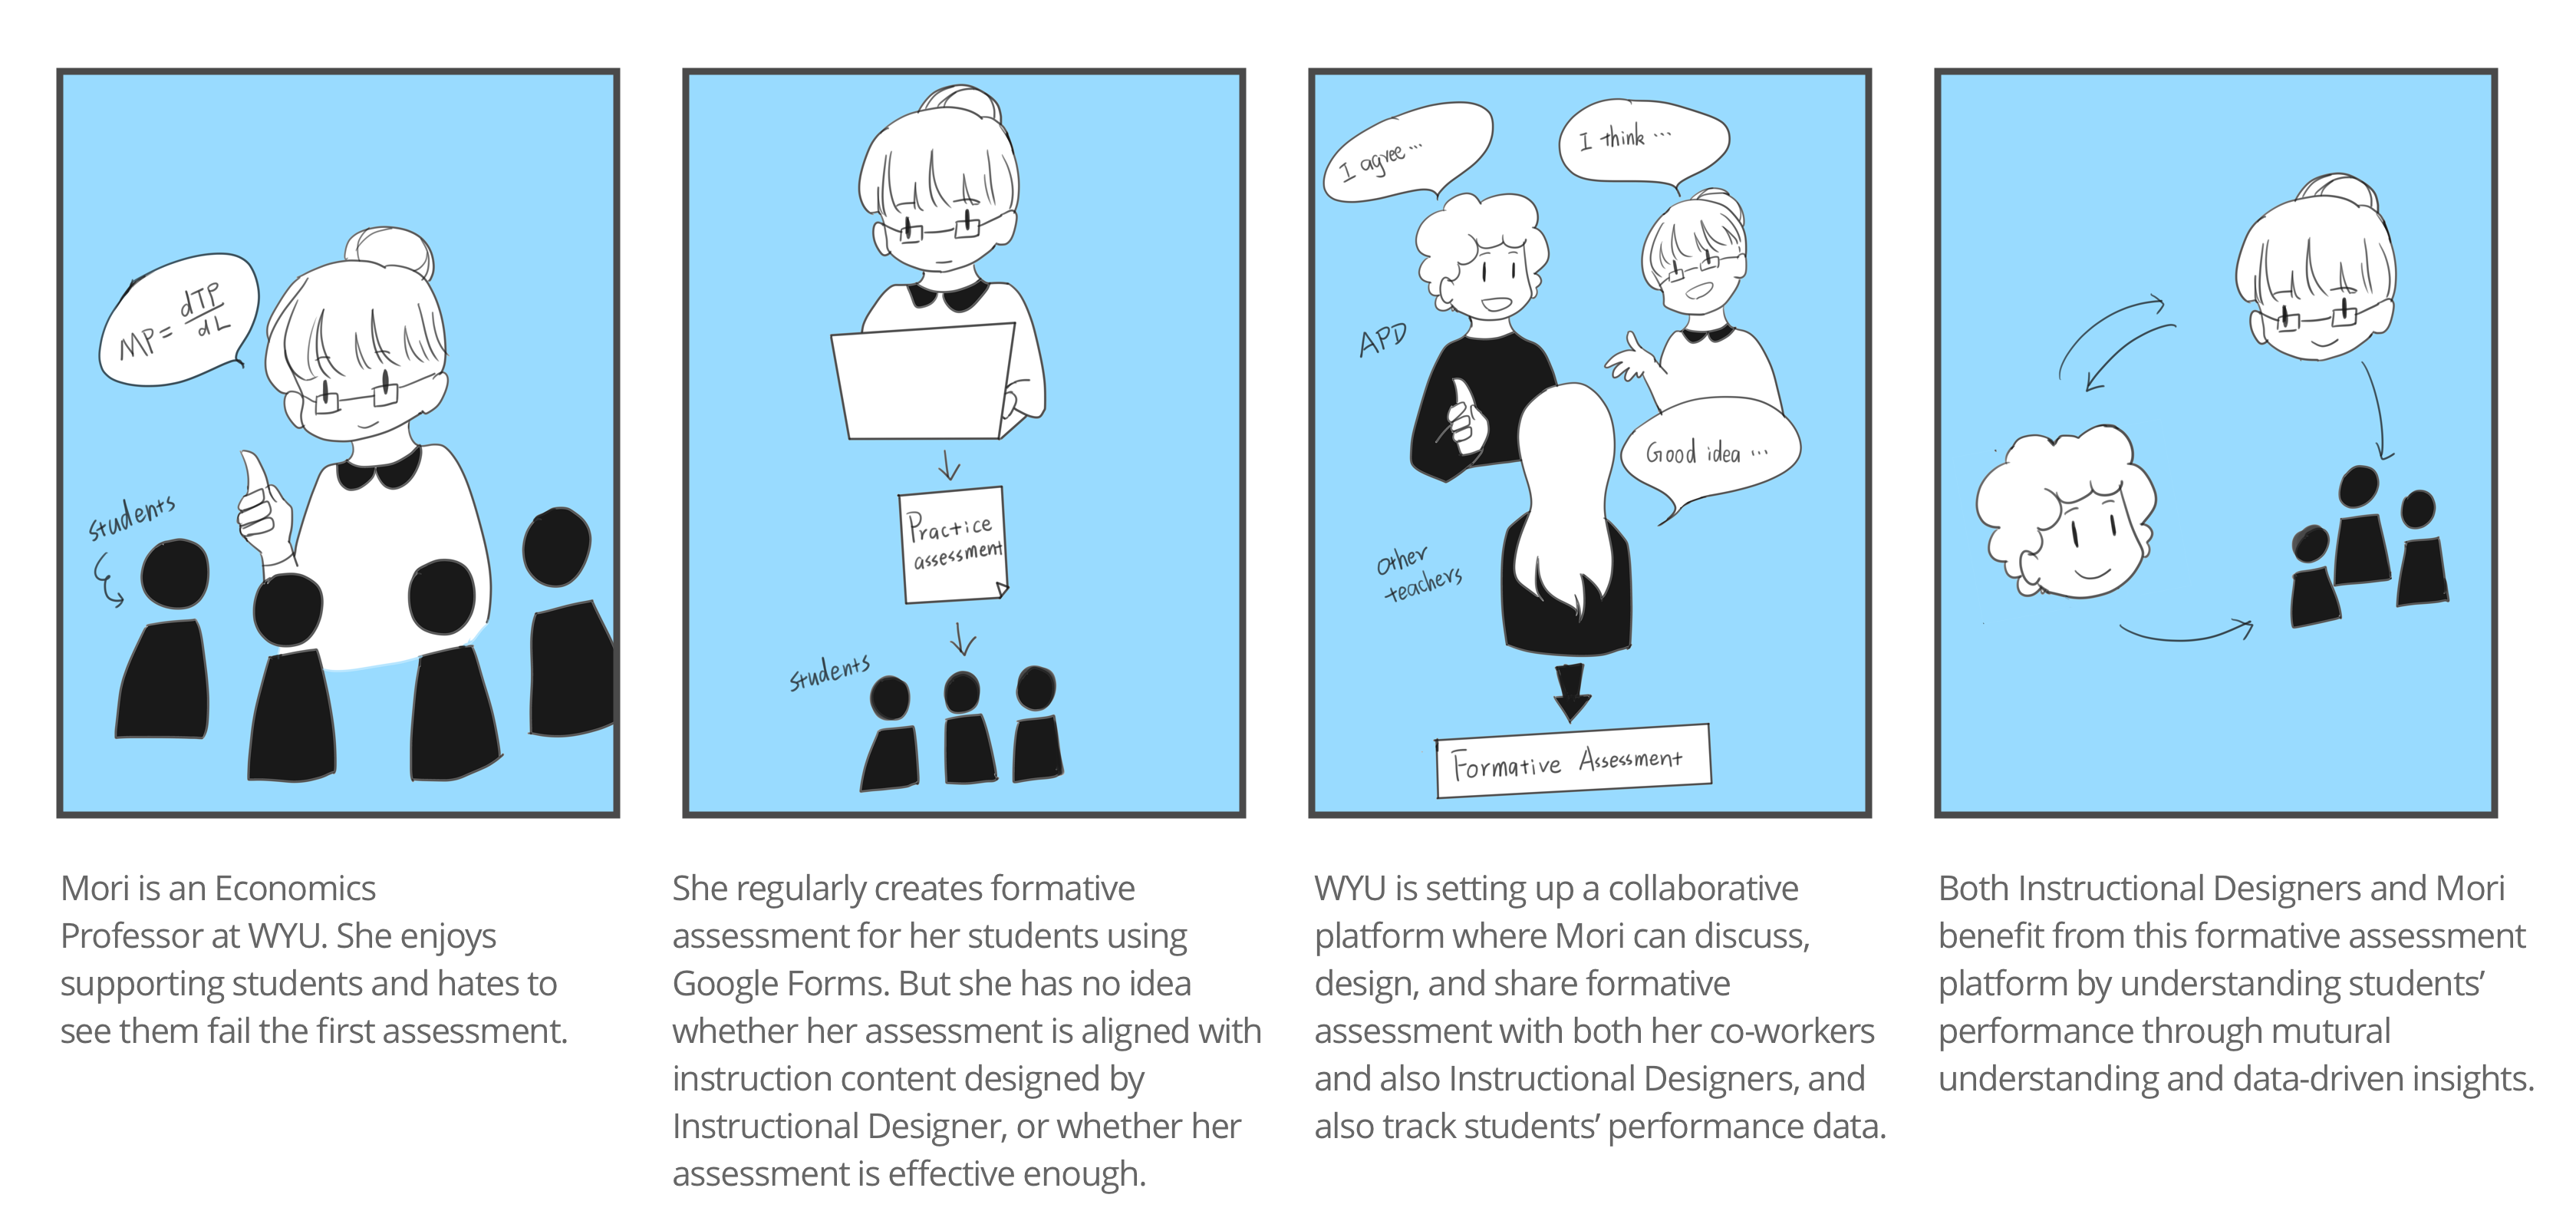 MP = dTP
dL
students
Mori is an Economics
Professor at WYU. She enjoys
supporting students and hates to
see them fail the first assessment.
Practice
assessment
students
She regularly creates formative
assessment for her students using
Google Forms. But she has no idea
whether her assessment is aligned with
instruction content designed by
Instructional Designer, or whether her
assessment is effective enough.
I agree ...
I think ...
APD
Good idea ...
other
teachers
Formative Assessment
WYU is setting up a collaborative
platform where Mori can discuss,
design, and share formative
assessment with both her co-workers
and also Instructional Designers, and
also track students’ performance data.
Both Instructional Designers and Mori
benefit from this formative assessment
platform by understanding students’
performance through mutural
understanding and data-driven insights.